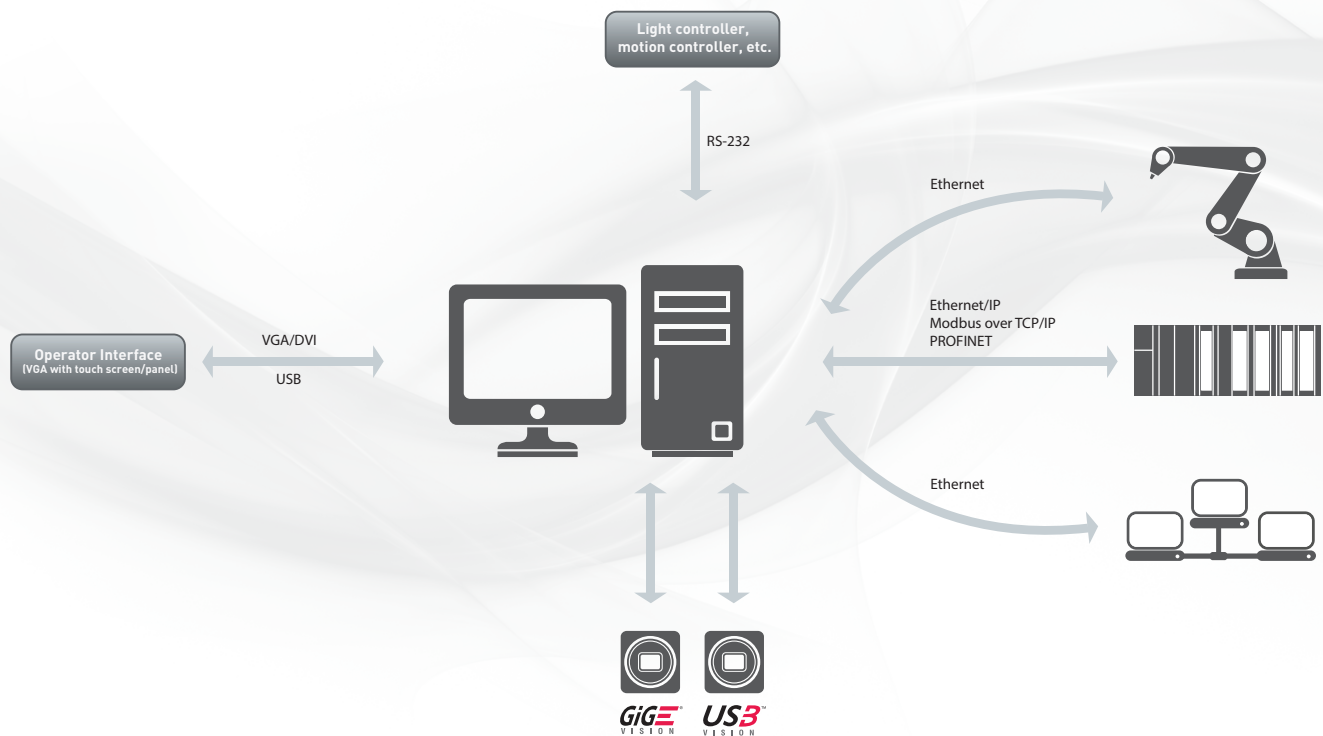 Light controller,
motion controller, etc.
RS-232
Ethernet
Ethernet/IP
Modbus over TCP/IP
PROFINET
VGA/DVI
USB
Operator Interface
(VGA with touch screen/panel)
Ethernet
GiGE®
VISION
USB™
VISION